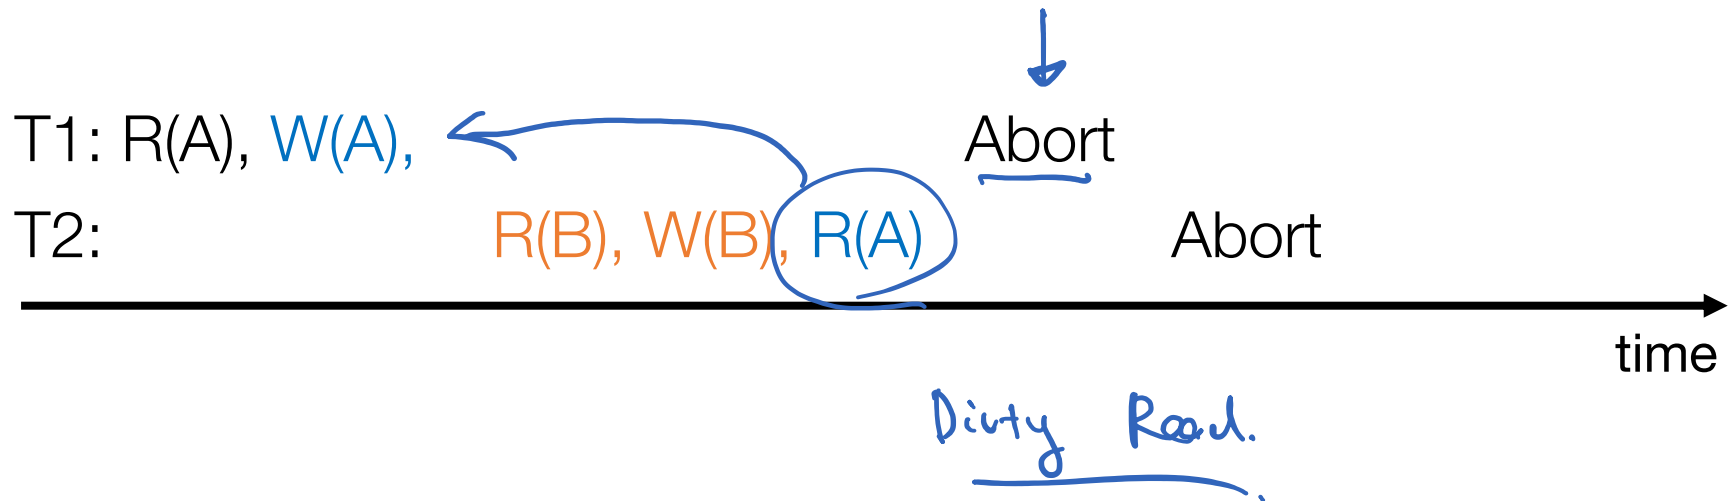 T1: R(A), W(A), Abort
T2: R(B), W(B), R(A) Abort
time
Dirty Read.